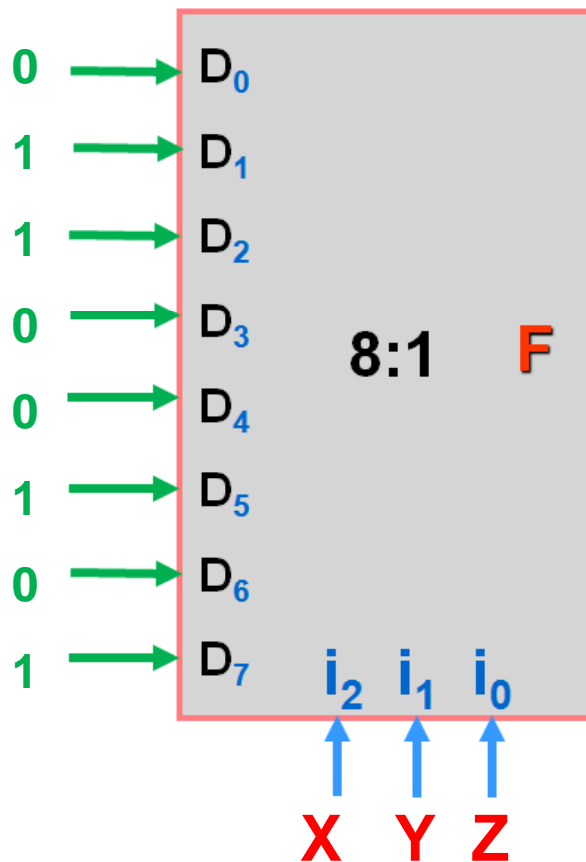 0 D₀
1 D₁
1 D₂
0 D₃
8:1 F
0 D₄
1 D₅
0 D₆
1 D₇
i₂ i₁ i₀
X Y Z